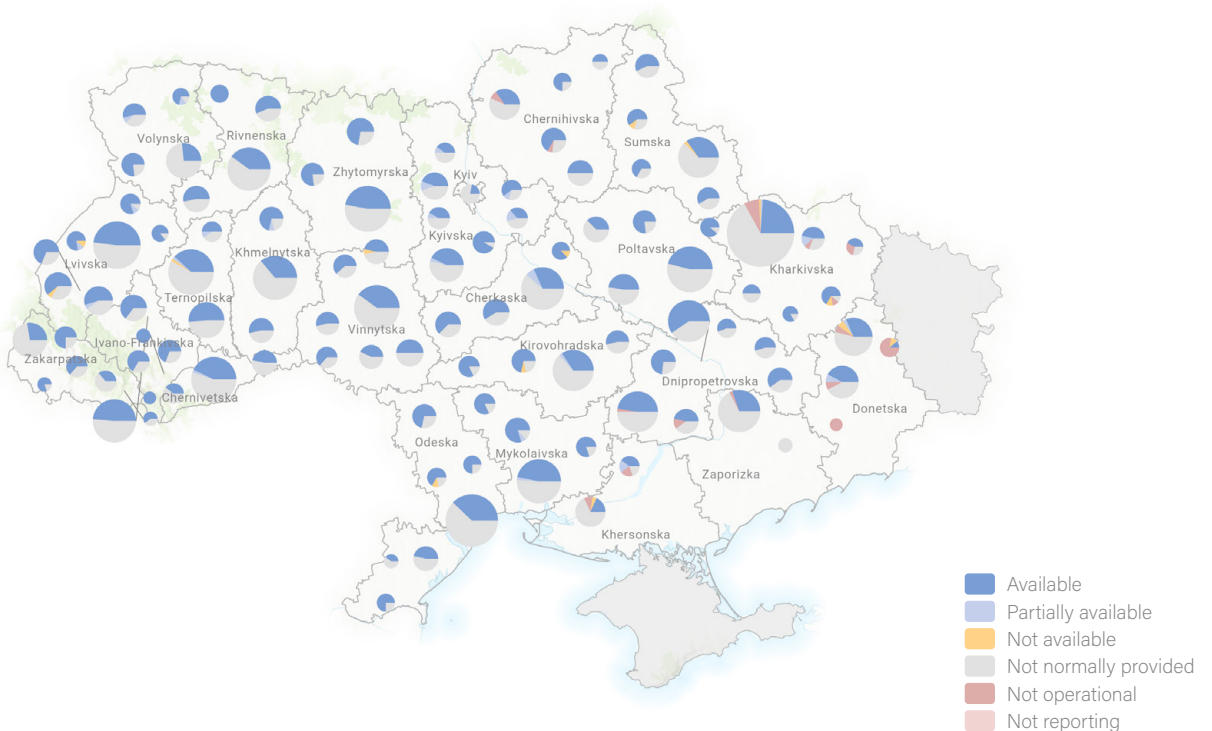 Chernihivska
Volynska
Rivnenska
Sumska
Zhytomyrska
Kyiv
Kyivska
Lvivska
Khmelnytska
Poltavska
Kharkivska
Ternopilska
Cherkaska
Vinnytska
Ivano-Frankivska
Kirovohradska
Zakarpatska
Dnipropetrovska
Chernivetska
Donetska
Odeska
Mykolaivska
Zaporizka
Khersonska
Available
Partially available
Not available
Not normally provided
Not operational
Not reporting